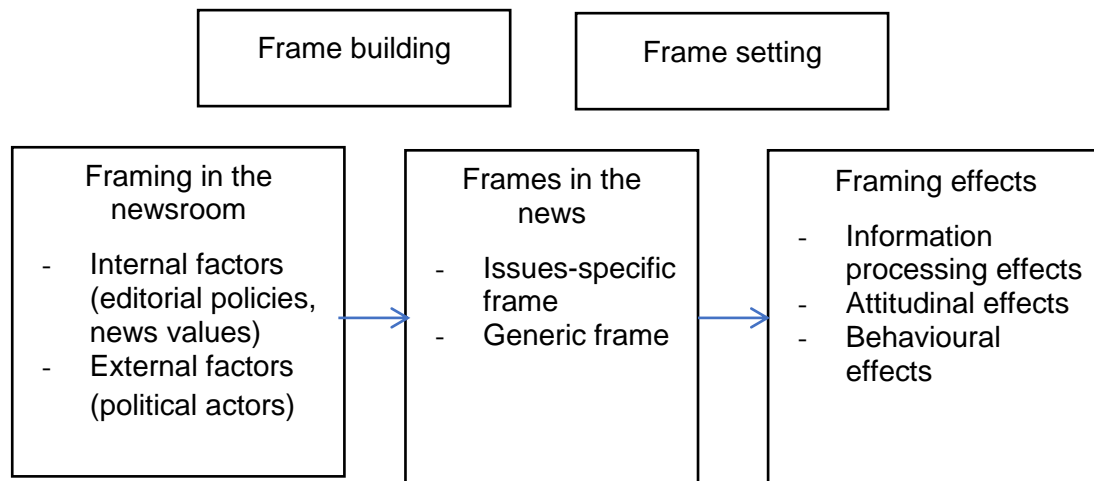 Frame building
Frame setting
Framing in the
newsroom
- Internal factors
(editorial policies,
news values)
- External factors
(political actors)
Frames in the
news
- Issues-specific
frame
- Generic frame
Framing effects
- Information
processing effects
- Attitudinal effects
- Behavioural
effects